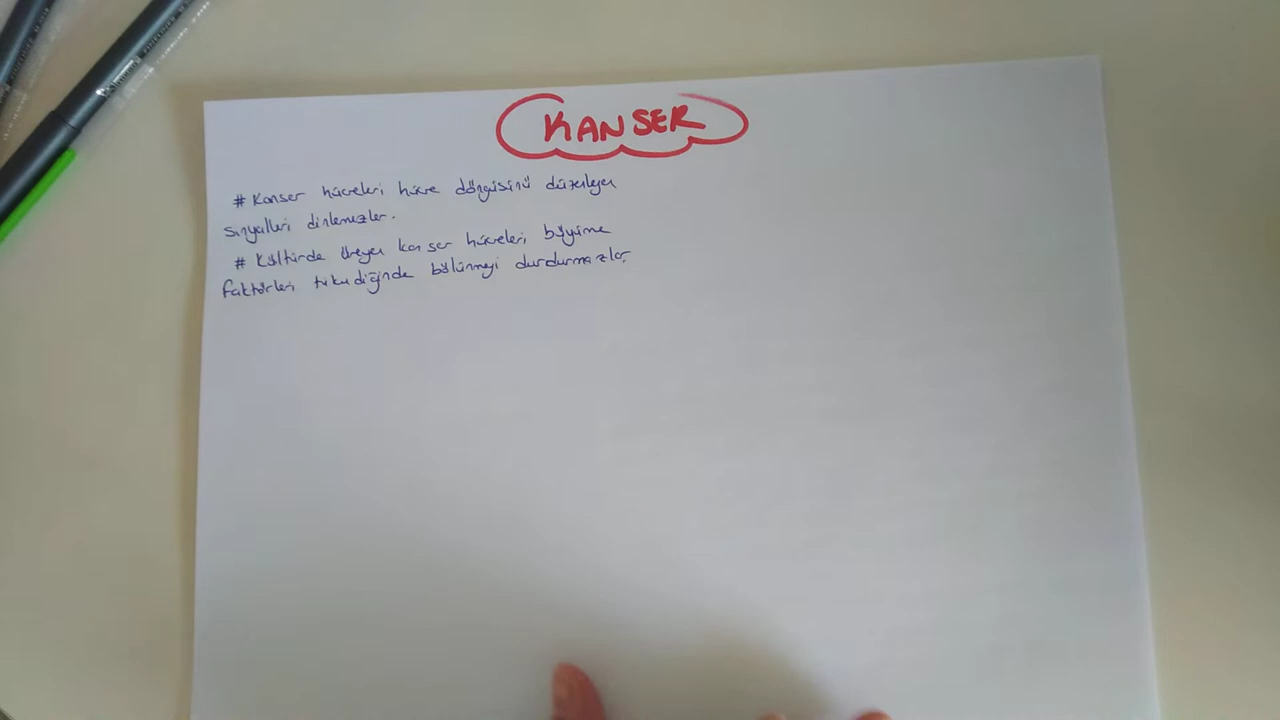 KANSER
# Kanser hücreleri hücre döngüsünü düzenleyen
sinyalleri dinlemezler.
# Kültürde üreyen kanser hücreleri büyüme
faktörleri tükendiğinde bölünmeyi durdurmazlar.